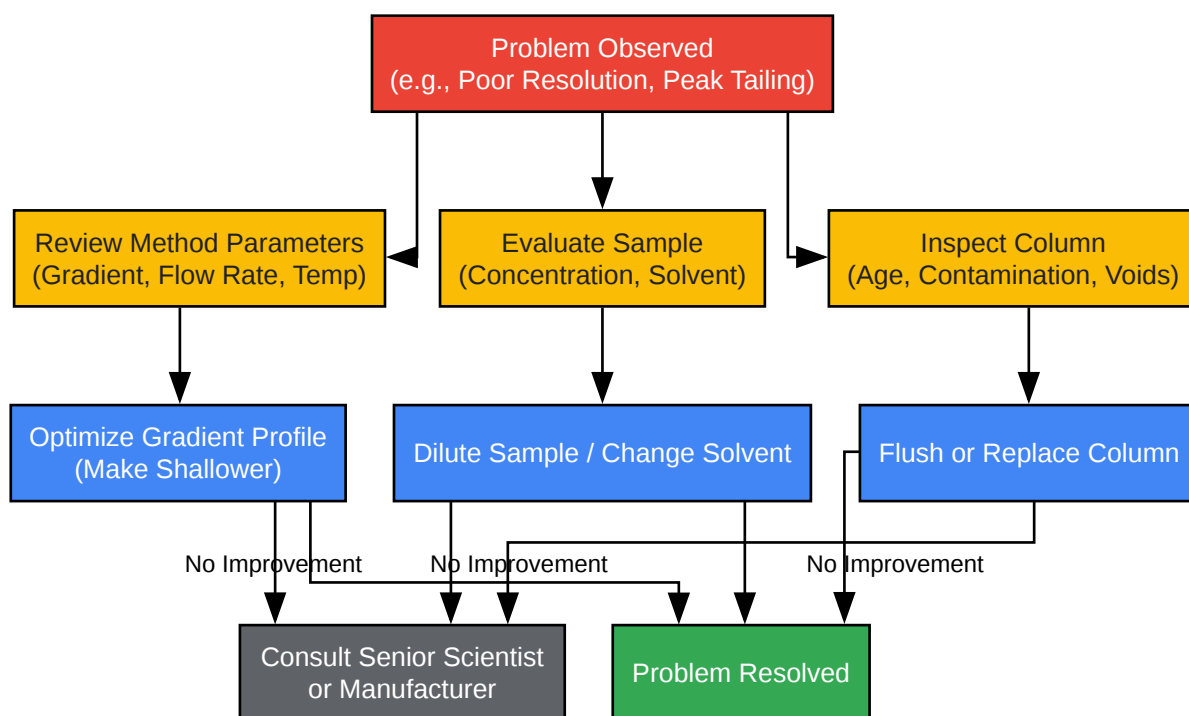 Problem Observed
(e.g., Poor Resolution, Peak Tailing)
Review Method Parameters
(Gradient, Flow Rate, Temp)
Evaluate Sample
(Concentration, Solvent)
Inspect Column
(Age, Contamination, Voids)
Optimize Gradient Profile
(Make Shallower)
Dilute Sample / Change Solvent
Flush or Replace Column
No Improvement
No Improvement
No Improvement
Consult Senior Scientist
or Manufacturer
Problem Resolved